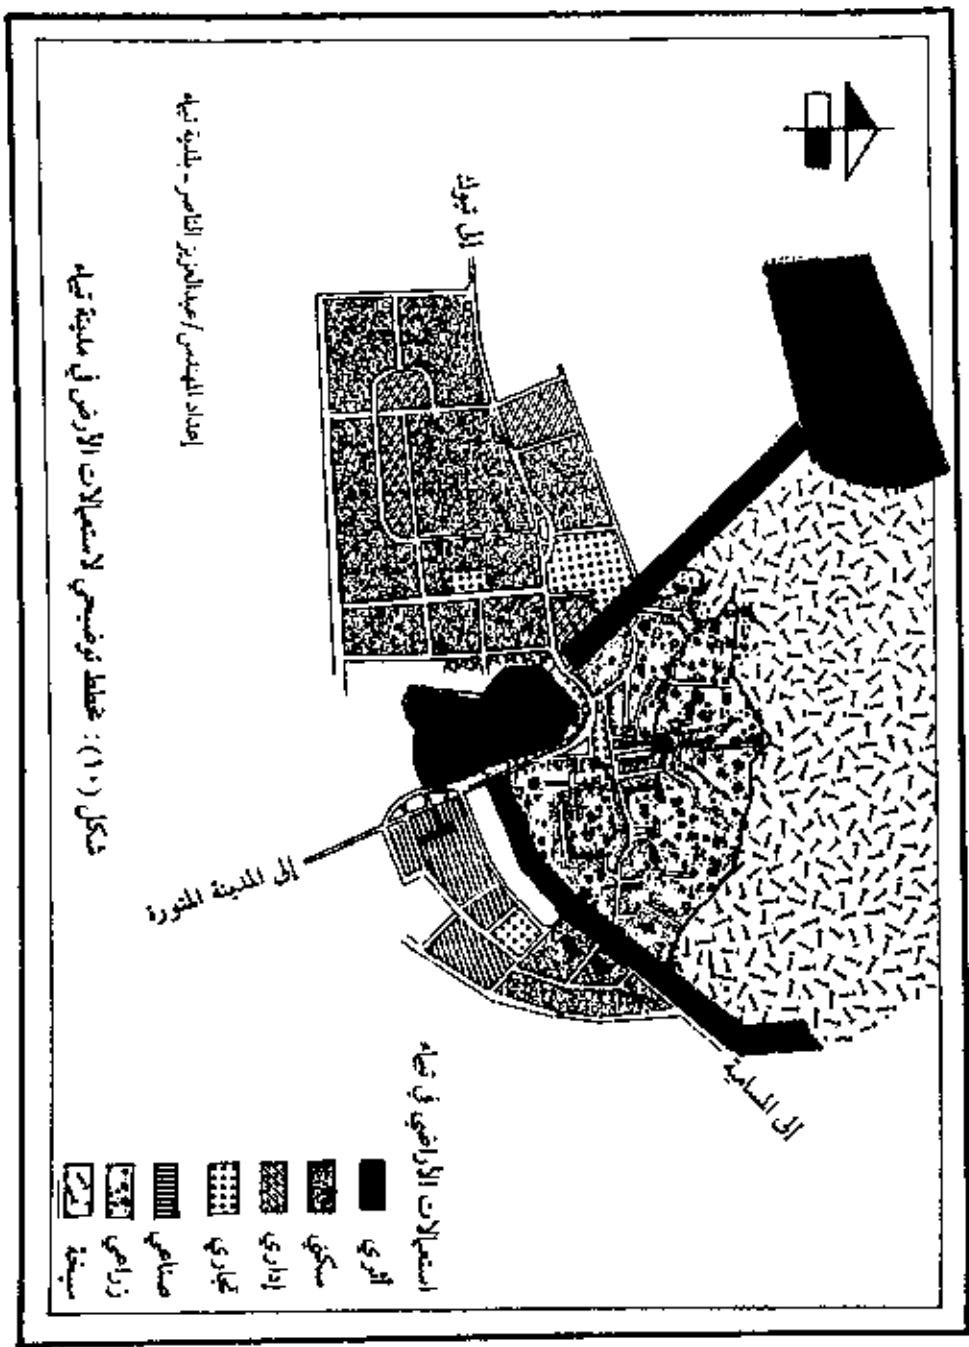 إلى تبوك
إلى المدينة المنورة
إلى المسامية
استعمالات الأراضي في تيماء
أثري
سكني
إداري
تجاري
صناعي
زراعي
سبخة
إعداد المهندس / عبدالعزيز الناصر - بلدية تيماء
شكل (١٠): مخطط توضيحي لاستعمالات الأرض في مدينة تيماء